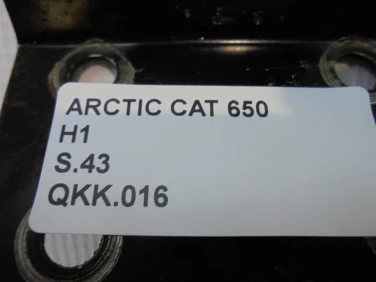 ARCTIC CAT 650
H1
S.43
QKK.016